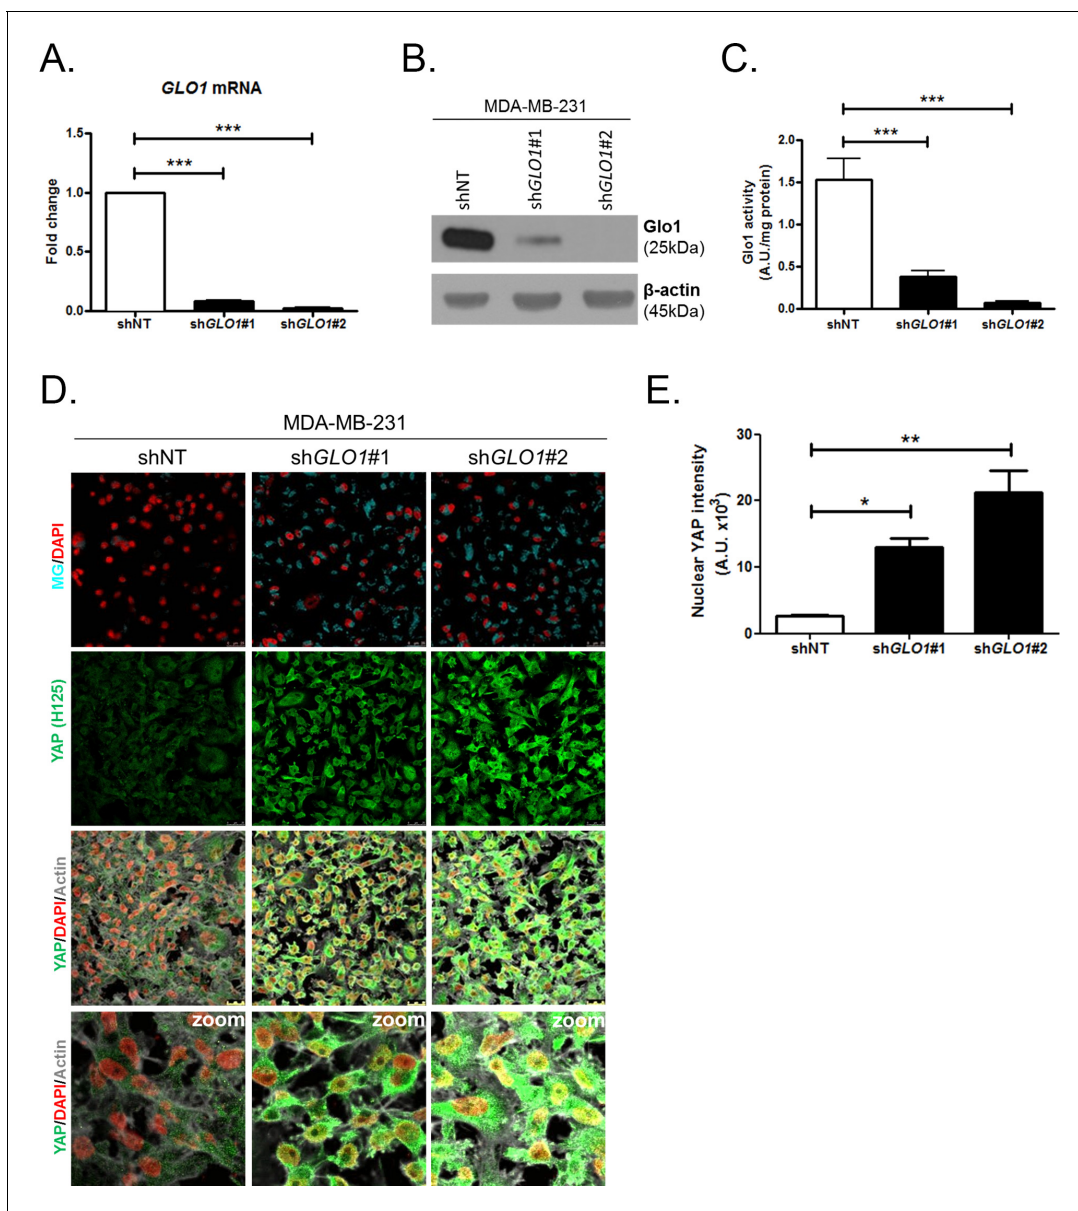 A.
GLO1 mRNA
***
***
1.5
1.0
0.5
0.0
Fold change
shNT
shGLO1#1
shGLO1#2
B.
MDA-MB-231
shNT
shGLO1#1
shGLO1#2
Glo1
(25kDa)
β-actin
(45kDa)
C.
***
***
2.0
1.5
1.0
0.5
0.0
Glo1 activity
(A.U./mg protein)
shNT
shGLO1#1
shGLO1#2
D.
MDA-MB-231
shNT
shGLO1#1
shGLO1#2
MG/DAPI
YAP (H125)
YAP/DAPI/Actin
YAP/DAPI/Actin
zoom
zoom
zoom
E.
**
*
30
20
10
0
Nuclear YAP intensity
(A.U. x10³)
shNT
shGLO1#1
shGLO1#2